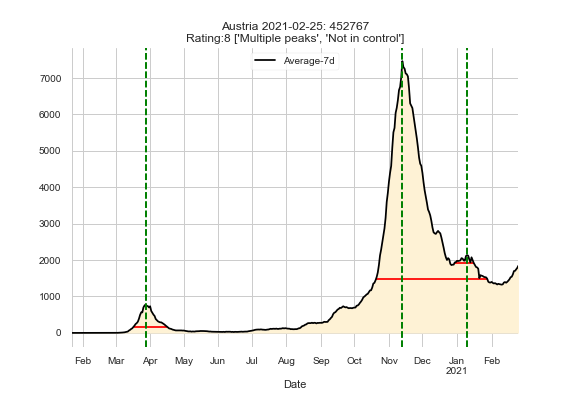 Austria 2021-02-25: 452767
Rating:8 ['Multiple peaks', 'Not in control']
Average-7d
7000
6000
5000
4000
3000
2000
1000
0
Feb Mar Apr May Jun Jul Aug Sep Oct Nov Dec Jan Feb
2021
Date